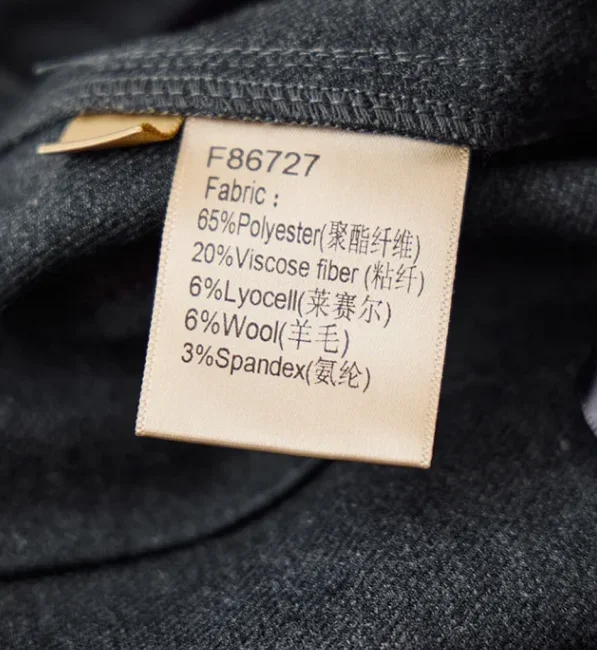 F86727
Fabric：
65%Polyester(聚酯纤维)
20%Viscose fiber (粘纤)
6%Lyocell(莱赛尔)
6%Wool(羊毛)
3%Spandex(氨纶)